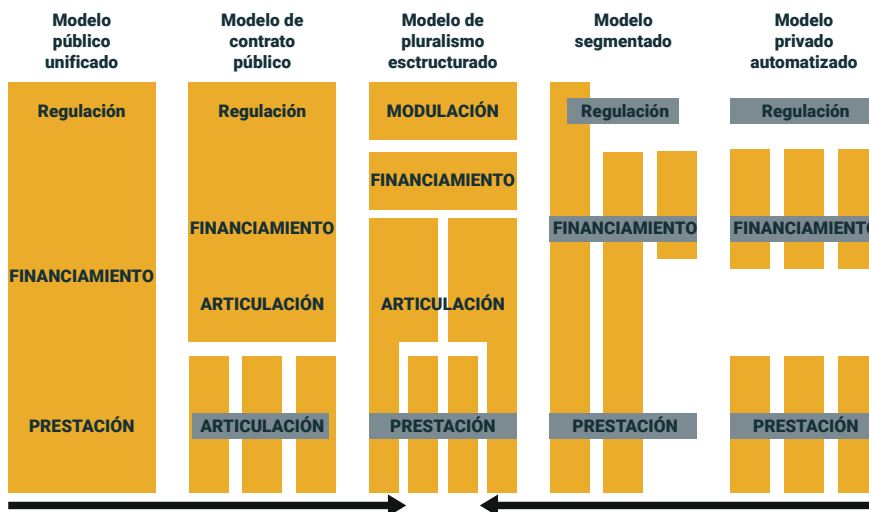 Modelo
público
unificado
Modelo de
contrato
público
Modelo de
pluralismo
esctructurado
Modelo
segmentado
Modelo
privado
automatizado
Regulación
Regulación
MODULACIÓN
Regulación
Regulación
FINANCIAMIENTO
FINANCIAMIENTO
FINANCIAMIENTO
FINANCIAMIENTO
FINANCIAMIENTO
ARTICULACIÓN
ARTICULACIÓN
PRESTACIÓN
ARTICULACIÓN
PRESTACIÓN
PRESTACIÓN
PRESTACIÓN